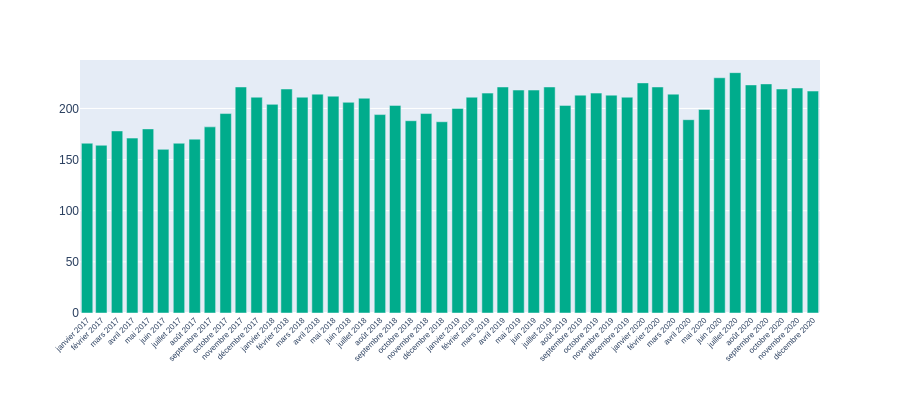 200
150
100
50
0
janvier 2017
février 2017
mars 2017
avril 2017
mai 2017
juin 2017
juillet 2017
août 2017
septembre 2017
octobre 2017
novembre 2017
décembre 2017
janvier 2018
février 2018
mars 2018
avril 2018
mai 2018
juin 2018
juillet 2018
août 2018
septembre 2018
octobre 2018
novembre 2018
décembre 2018
janvier 2019
février 2019
mars 2019
avril 2019
mai 2019
juin 2019
juillet 2019
août 2019
septembre 2019
octobre 2019
novembre 2019
décembre 2019
janvier 2020
février 2020
mars 2020
avril 2020
mai 2020
juin 2020
juillet 2020
août 2020
septembre 2020
octobre 2020
novembre 2020
décembre 2020